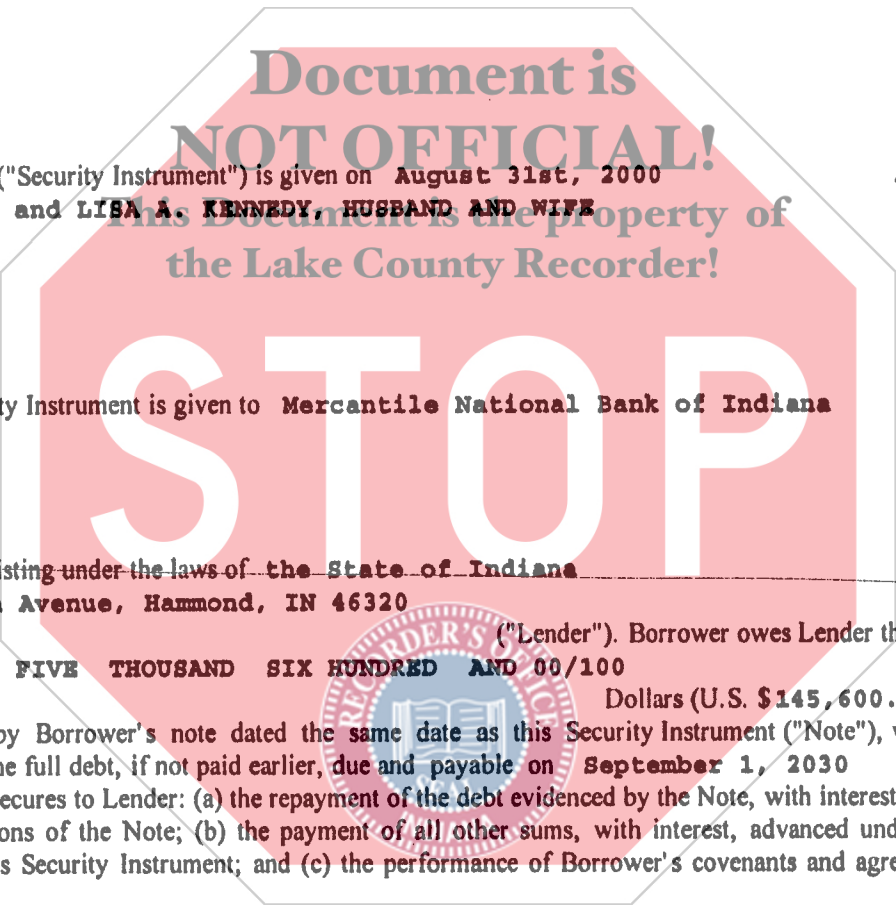 Document is
NOT OFFICIAL!
("Security Instrument") is given on August 31st, 2000
and LISA A. KENNEDY, HUSBAND AND WIFE
This Document is the property of
the Lake County Recorder!
STOP
ty Instrument is given to Mercantile National Bank of Indiana
isting under the laws of the State of Indiana
Avenue, Hammond, IN 46320
("Lender"). Borrower owes Lender th
FIVE THOUSAND SIX HUNDRED AND 00/100
Dollars (U.S. $145,600.
by Borrower's note dated the same date as this Security Instrument ("Note"),
he full debt, if not paid earlier, due and payable on September 1, 2030
ecures to Lender: (a) the repayment of the debt evidenced by the Note, with interest
ons of the Note; (b) the payment of all other sums, with interest, advanced und
s Security Instrument; and (c) the performance of Borrower's covenants and agre
RECORDER'S OFFICE
SEAL